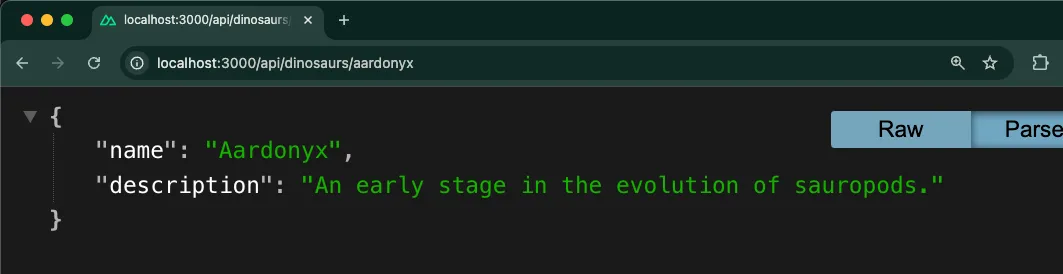 localhost:3000/api/dinosaurs/
localhost:3000/api/dinosaurs/aardonyx
{
Raw
Parse
"name": "Aardonyx",
"description": "An early stage in the evolution of sauropods."
}